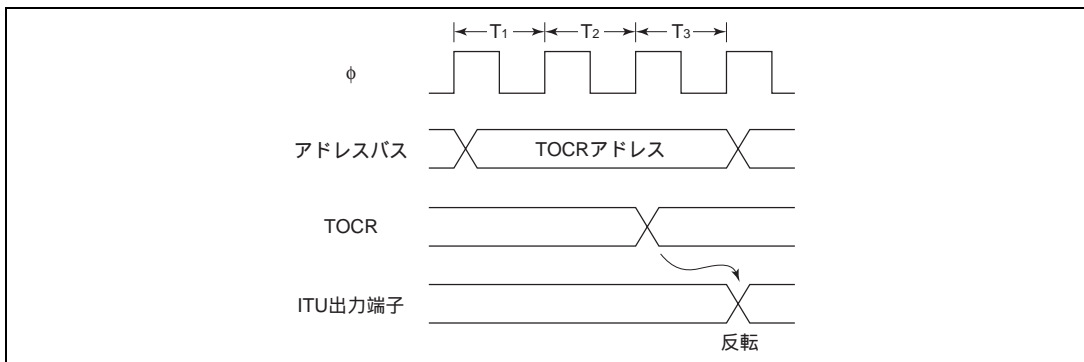 T1 T2 T3
φ
アドレスバス
TOCRアドレス
TOCR
ITU出力端子
反転